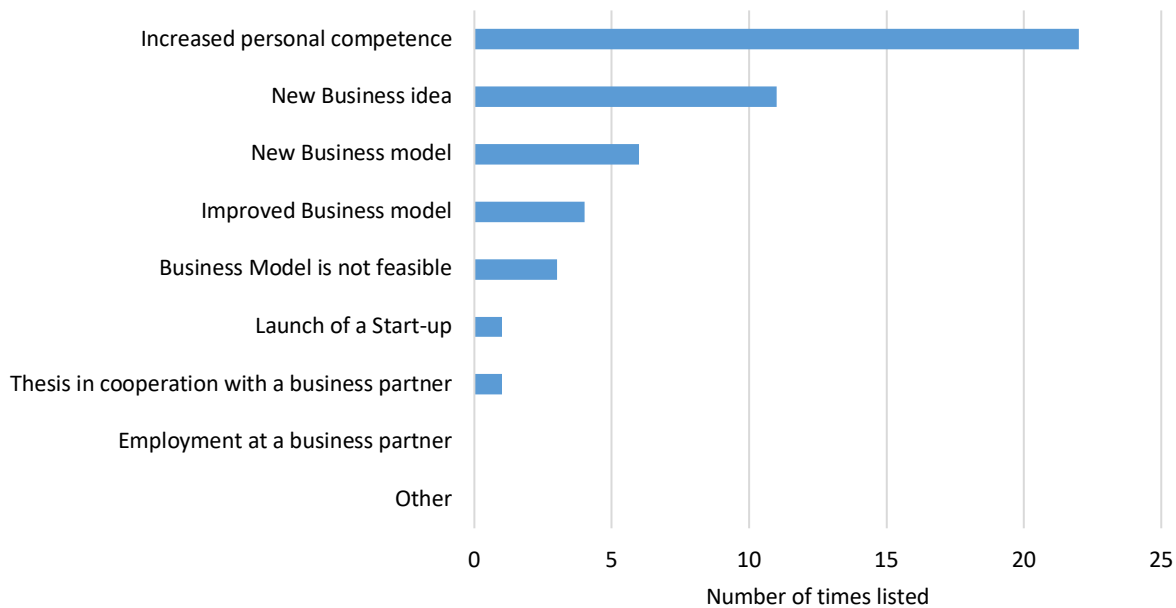 Increased personal competence
New Business idea
New Business model
Improved Business model
Business Model is not feasible
Launch of a Start-up
Thesis in cooperation with a business partner
Employment at a business partner
Other
0 5 10 15 20 25
Number of times listed